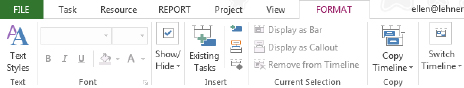 FILE Task Resource REPORT Project View FORMAT ellen@lehner
Text Styles
B I U A
Show/ Hide
Existing Tasks
Display as Bar
Display as Callout
Remove from Timeline
Copy Timeline
Switch Timeline
Text Font Insert Current Selection Copy